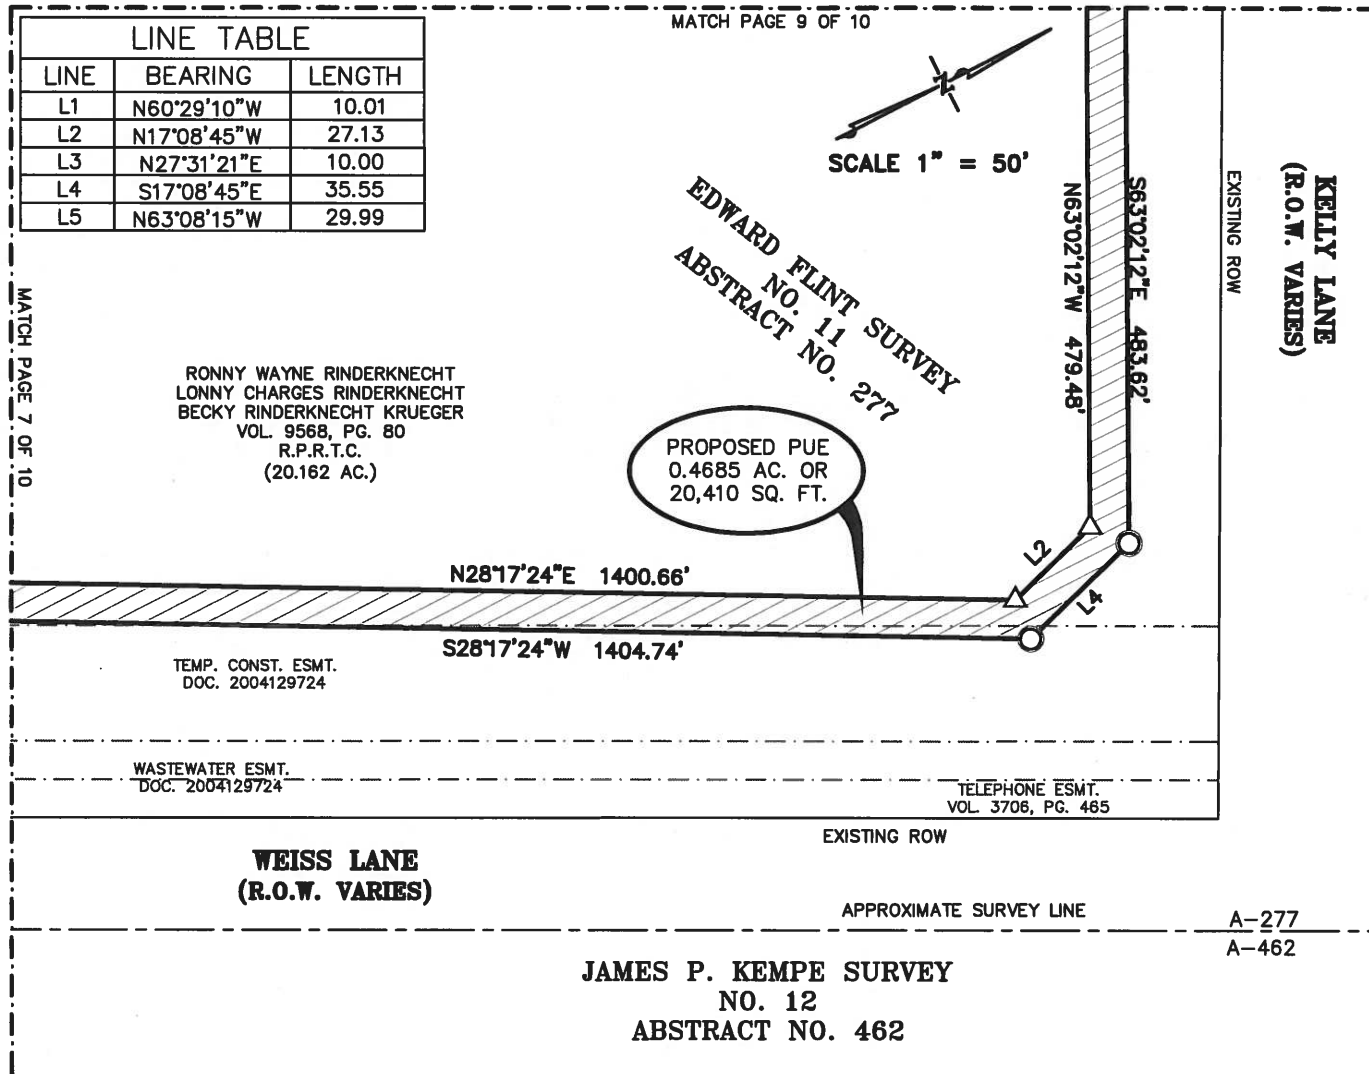 MATCH PAGE 9 OF 10
LINE TABLE
LINE BEARING LENGTH
L1 N60°29'10"W 10.01
L2 N17°08'45"W 27.13
L3 N27°31'21"E 10.00
L4 S17°08'45"E 35.55
L5 N63°08'15"W 29.99
N
SCALE 1" = 50'
EDWARD FLINT SURVEY
NO. 11
ABSTRACT NO. 277
N63°02'12"W 479.48'
S63°02'12"E 483.62'
EXISTING ROW
KELLY LANE
(R.O.W. VARIES)
MATCH PAGE 7 OF 10
RONNY WAYNE RINDERKNECHT
LONNY CHARGES RINDERKNECHT
BECKY RINDERKNECHT KRUEGER
VOL. 9568, PG. 80
R.P.R.T.C.
(20.162 AC.)
PROPOSED PUE
0.4685 AC. OR
20,410 SQ. FT.
L2
L4
N28°17'24"E 1400.66'
S28°17'24"W 1404.74'
TEMP. CONST. ESMT.
DOC. 2004129724
WASTEWATER ESMT.
DOC. 2004129724
TELEPHONE ESMT.
VOL. 3706, PG. 465
EXISTING ROW
WEISS LANE
(R.O.W. VARIES)
APPROXIMATE SURVEY LINE
A-277
A-462
JAMES P. KEMPE SURVEY
NO. 12
ABSTRACT NO. 462